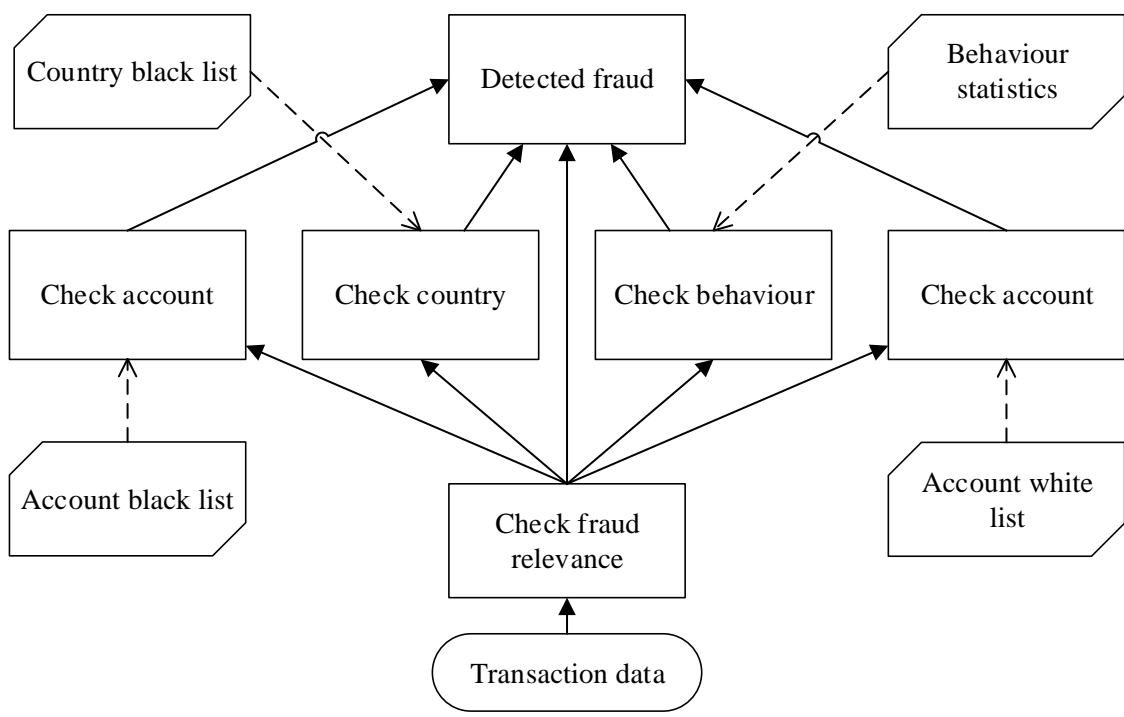 Country black list
Detected fraud
Behaviour
statistics
Check account
Check country
Check behaviour
Check account
Account black list
Check fraud
relevance
Account white
list
Transaction data